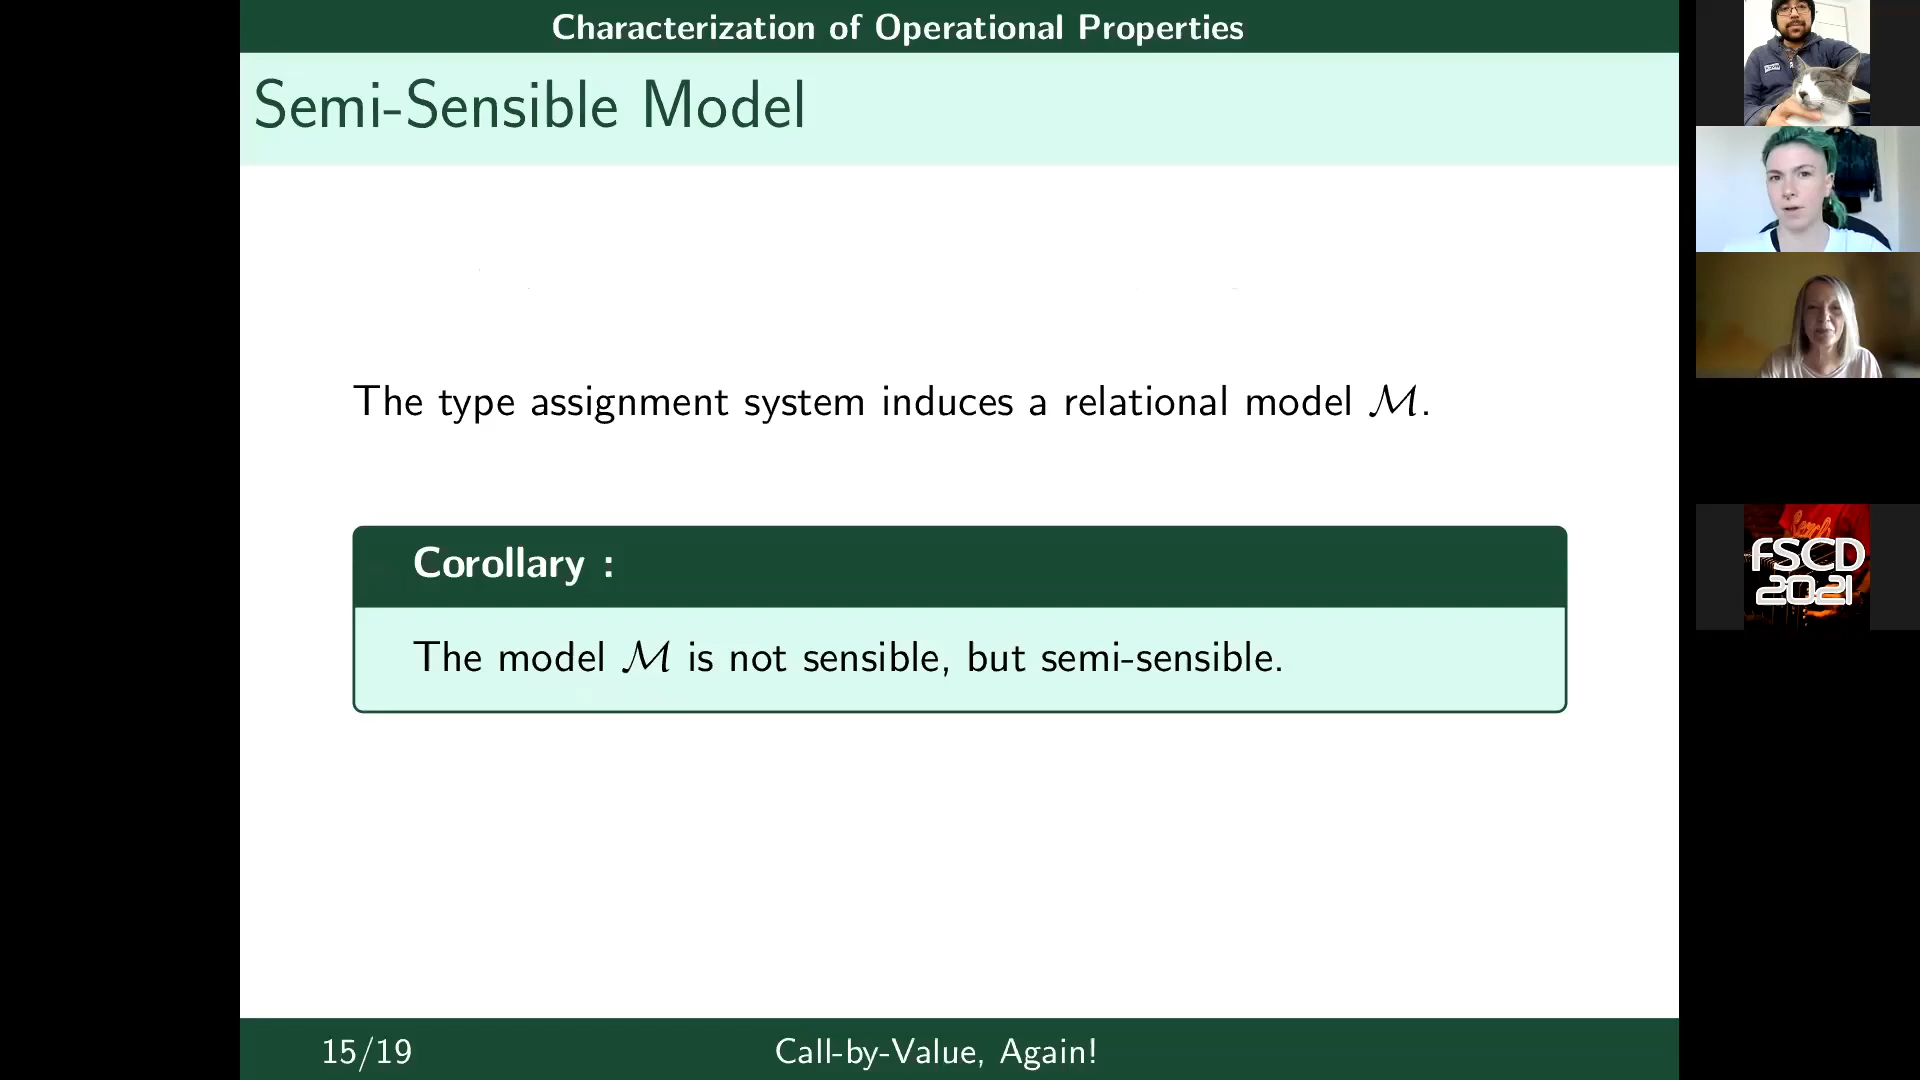 Characterization of Operational Properties
Semi-Sensible Model
The type assignment system induces a relational model ℳ.
Corollary :
The model ℳ is not sensible, but semi-sensible.
15/19 Call-by-Value, Again!
FSCD
2021